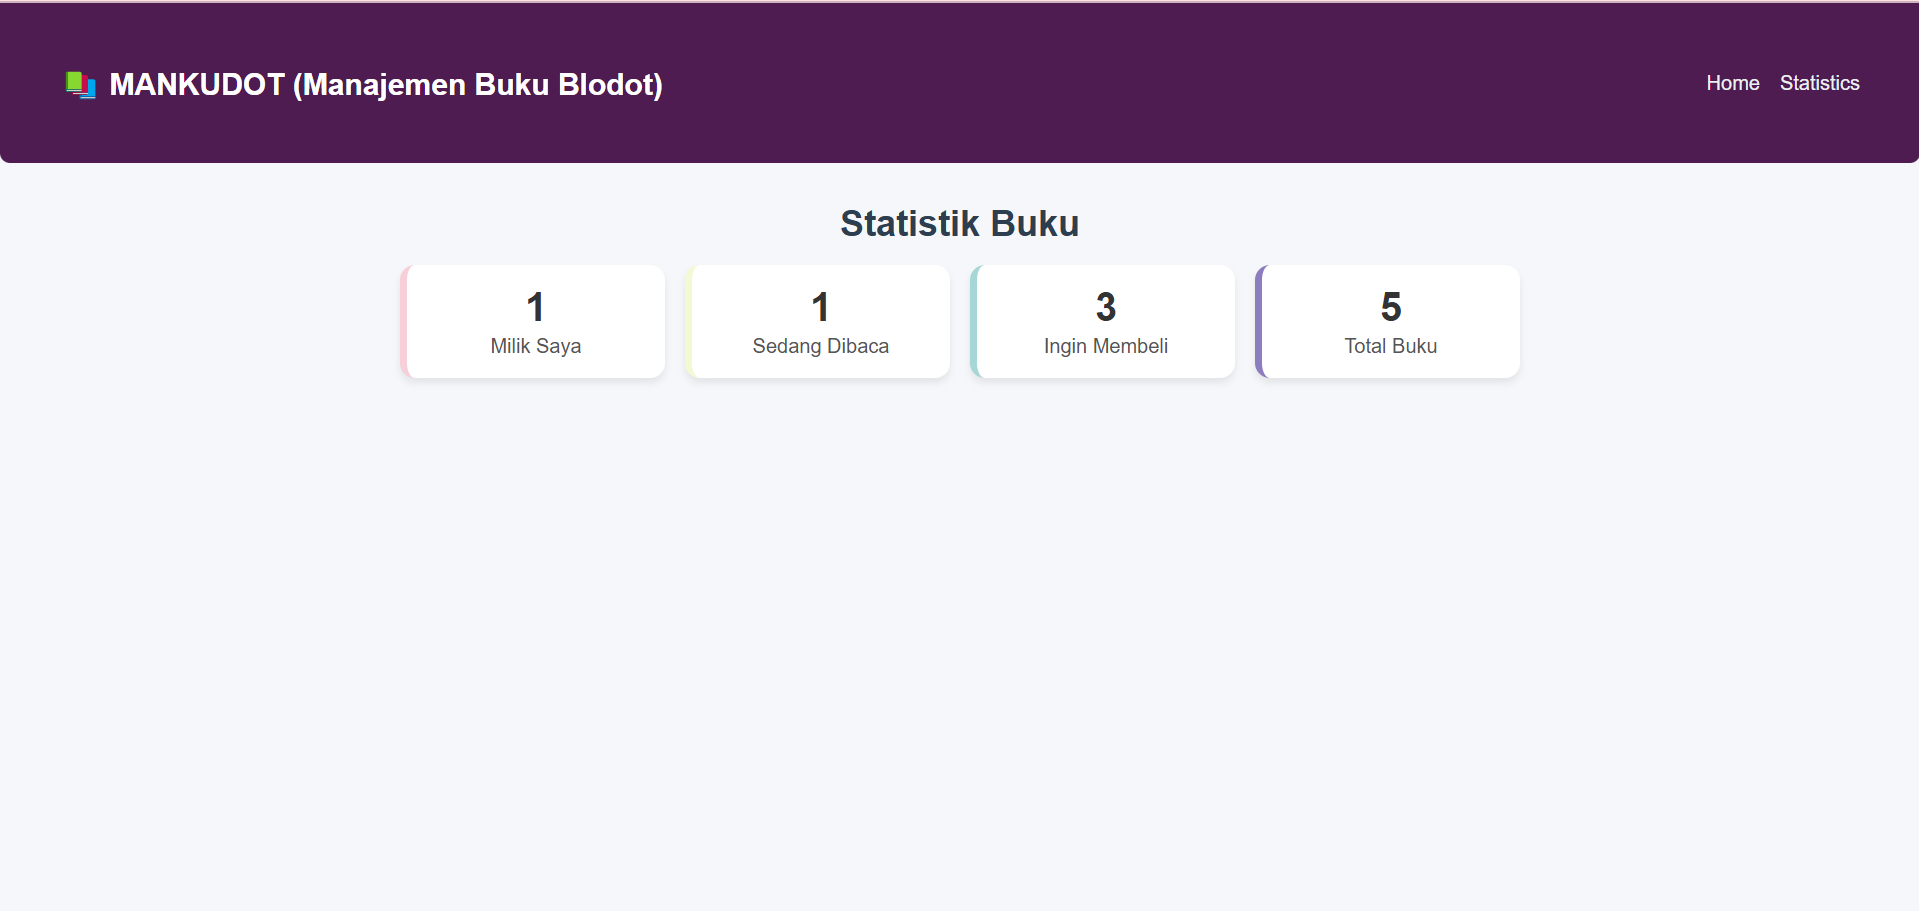 MANKUDOT (Manajemen Buku Blodot)
Home Statistics
Statistik Buku
1
Milik Saya
1
Sedang Dibaca
3
Ingin Membeli
5
Total Buku